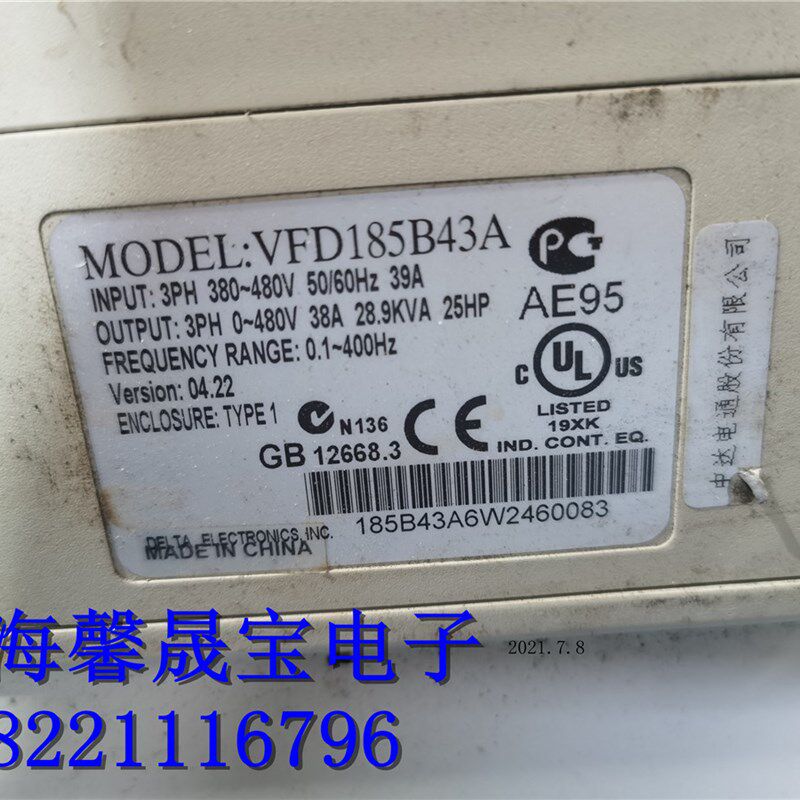 MODEL:VFD185B43A
INPUT: 3PH 380~480V 50/60Hz 39A
OUTPUT: 3PH 0~480V 38A 28.9KVA 25HP
FREQUENCY RANGE: 0.1~400Hz
Version: 04.22
ENCLOSURE: TYPE 1
PCT
AE95
C UL US
LISTED
19XK
IND. CONT. EQ.
N136
GB 12668.3
CE
185B43A6W2460083
DELTA ELECTRONICS, INC.
MADE IN CHINA
中达电通股份有限公司
海馨晟宝电子
2021.7.8
8221116796